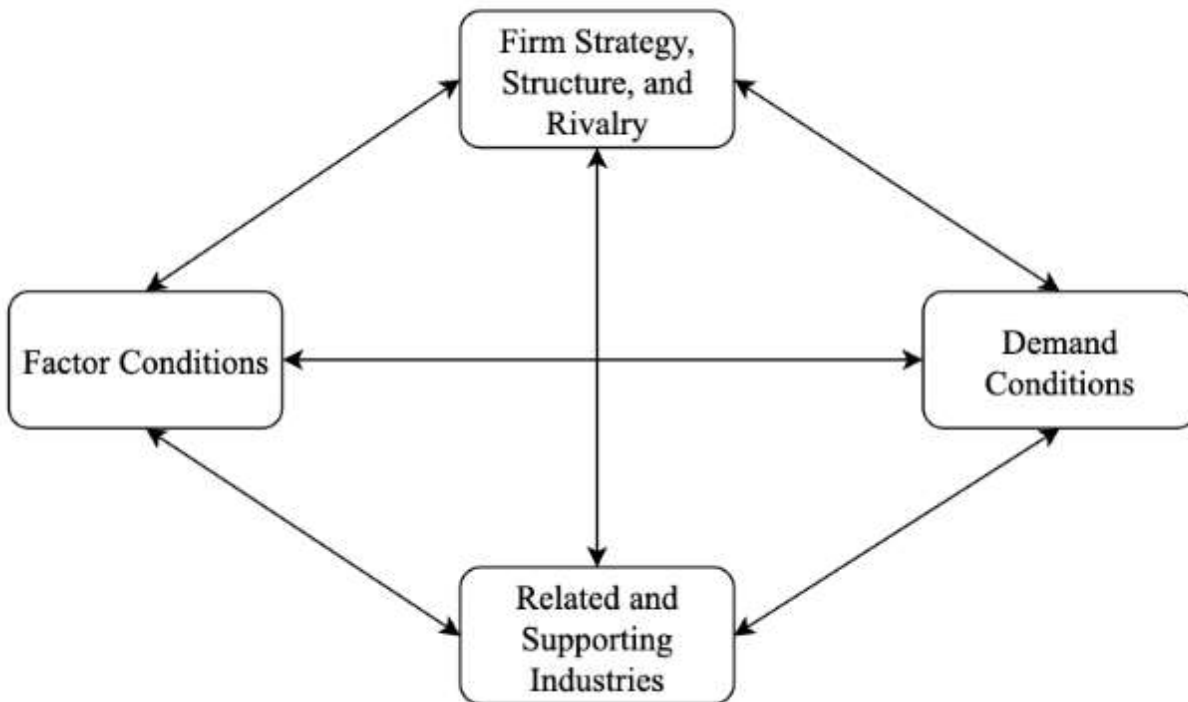 Firm Strategy,
Structure, and
Rivalry
Factor Conditions
Demand
Conditions
Related and
Supporting
Industries